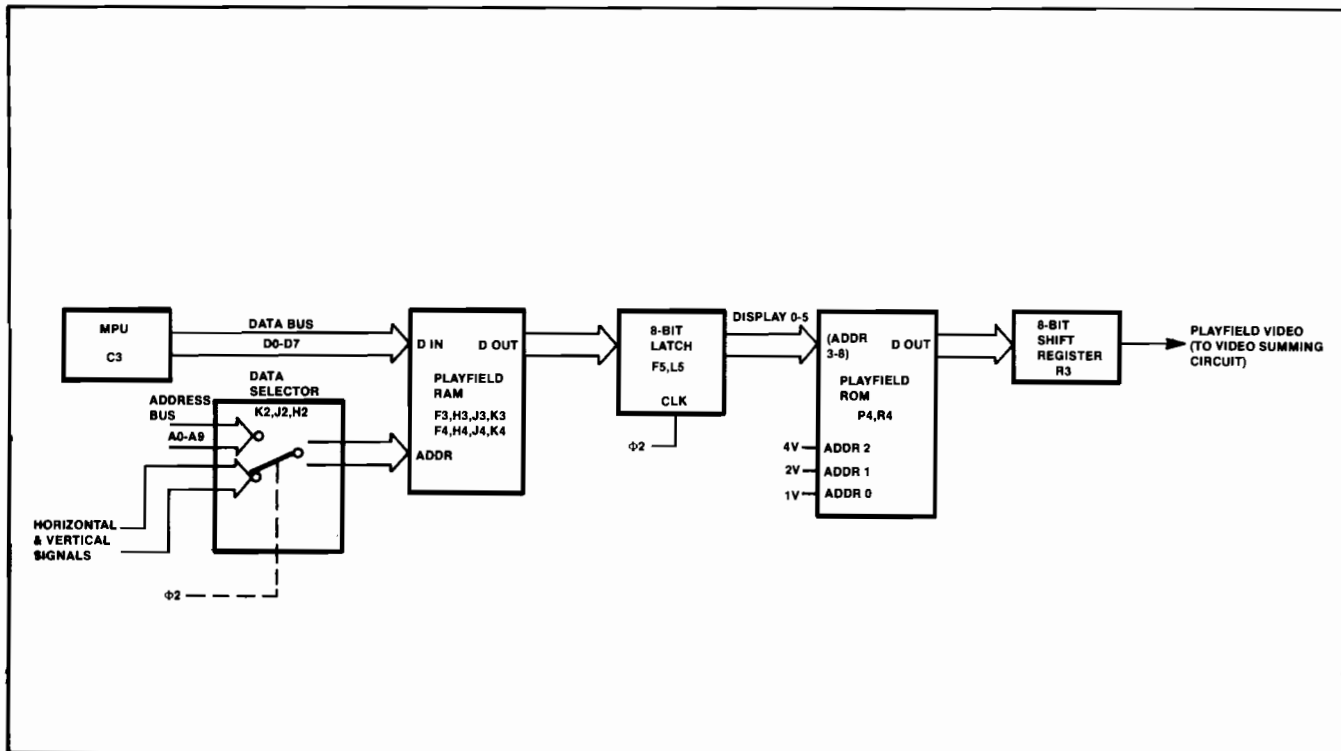 MPU
C3
DATA BUS
D0-D7
DATA
SELECTOR
K2,J2,H2
ADDRESS
BUS
A0-A9
HORIZONTAL
& VERTICAL
SIGNALS
Φ2
D IN
D OUT
PLAYFIELD
RAM
F3,H3,J3,K3
F4,H4,J4,K4
ADDR
8-BIT
LATCH
F5,L5
CLK
Φ2
DISPLAY 0-5
(ADDR
3-8)
D OUT
PLAYFIELD
ROM
P4,R4
4V
ADDR 2
2V
ADDR 1
1V
ADDR 0
8-BIT
SHIFT
REGISTER
R3
PLAYFIELD VIDEO
(TO VIDEO SUMMING
CIRCUIT)